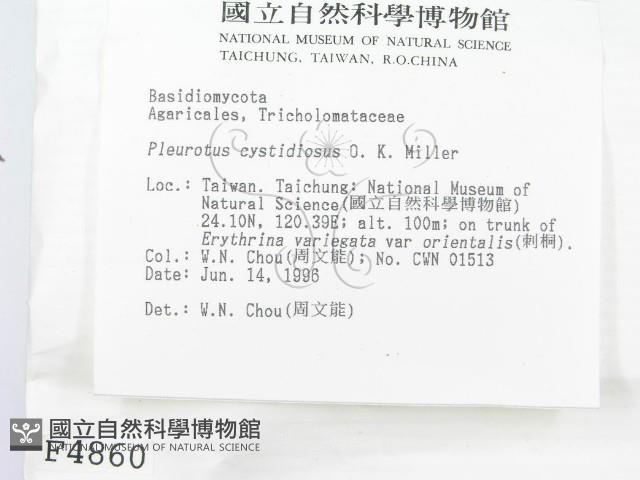 國立自然科學博物館
NATIONAL MUSEUM OF NATURAL SCIENCE
TAICHUNG, TAIWAN, R.O.CHINA
Basidiomycota
Agaricales, Tricholomataceae
Pleurotus cystidiosus O. K. Miller
Loc.: Taiwan. Taichung: National Museum of
Natural Science(國立自然科學博物館)
24.10N, 120.39E; alt. 100m; on trunk of
Erythrina variegata var orientalis(刺桐).
Col.: W.N. Chou(周文能); No. CWN 01513
Date: Jun. 14, 1996
Det.: W.N. Chou(周文能)
國立自然科學博物館
NATIONAL MUSEUM OF NATURAL SCIENCE
F4860